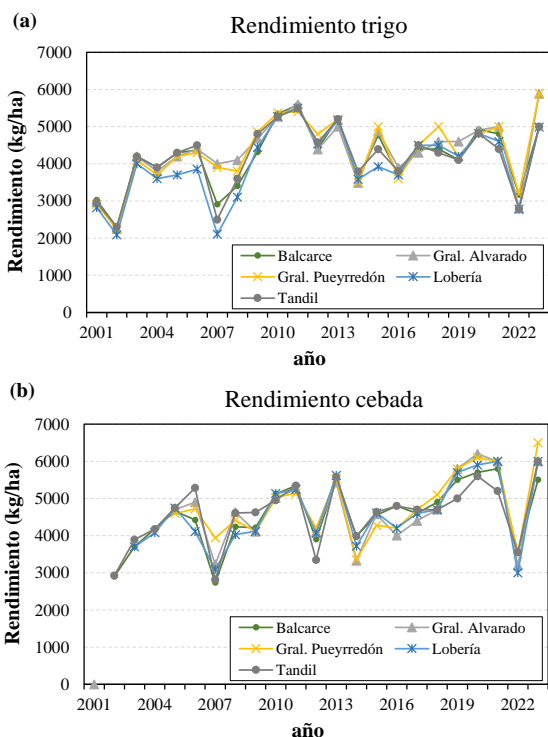 (a)
Rendimiento trigo
Rendimiento (kg/ha)
7000
6000
5000
4000
3000
2000
1000
0
Balcarce Gral. Alvarado
Gral. Pueyrredón Lobería
Tandil
2001 2004 2007 2010 2013 2016 2019 2022
año
(b)
Rendimiento cebada
Rendimiento (kg/ha)
7000
6000
5000
4000
3000
2000
1000
0
Balcarce Gral. Alvarado
Gral. Pueyrredón Lobería
Tandil
2001 2004 2007 2010 2013 2016 2019 2022
año